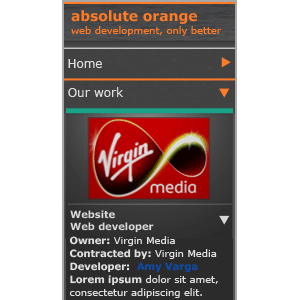 absolute orange
web development, only better
Home
Our work
Virgin
media
Website
Web developer
Owner: Virgin Media
Contracted by: Virgin Media
Developer: Amy Varga
Lorem ipsum dolor sit amet,
consectetur adipiscing elit.